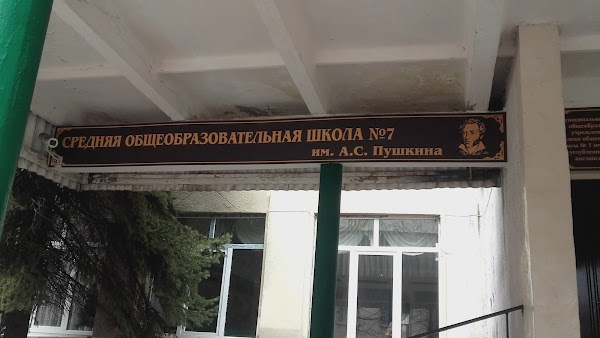 СРЕДНЯЯ ОБЩЕОБРАЗОВАТЕЛЬНАЯ ШКОЛА №7
им. А.С. Пушкина